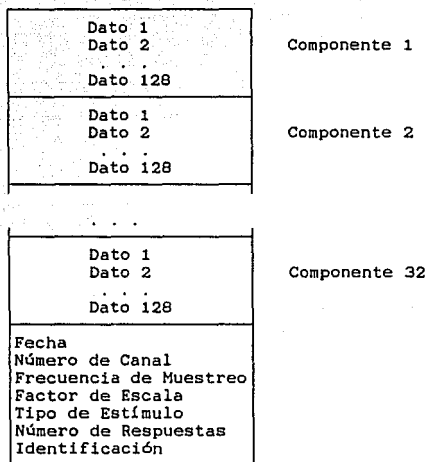 Dato 1
Dato 2 Componente 1
. . .
Dato 128
Dato 1
Dato 2 Componente 2
. . .
Dato 128
. . .
Dato 1
Dato 2 Componente 32
. . .
Dato 128
Fecha
Número de Canal
Frecuencia de Muestreo
Factor de Escala
Tipo de Estímulo
Número de Respuestas
Identificación